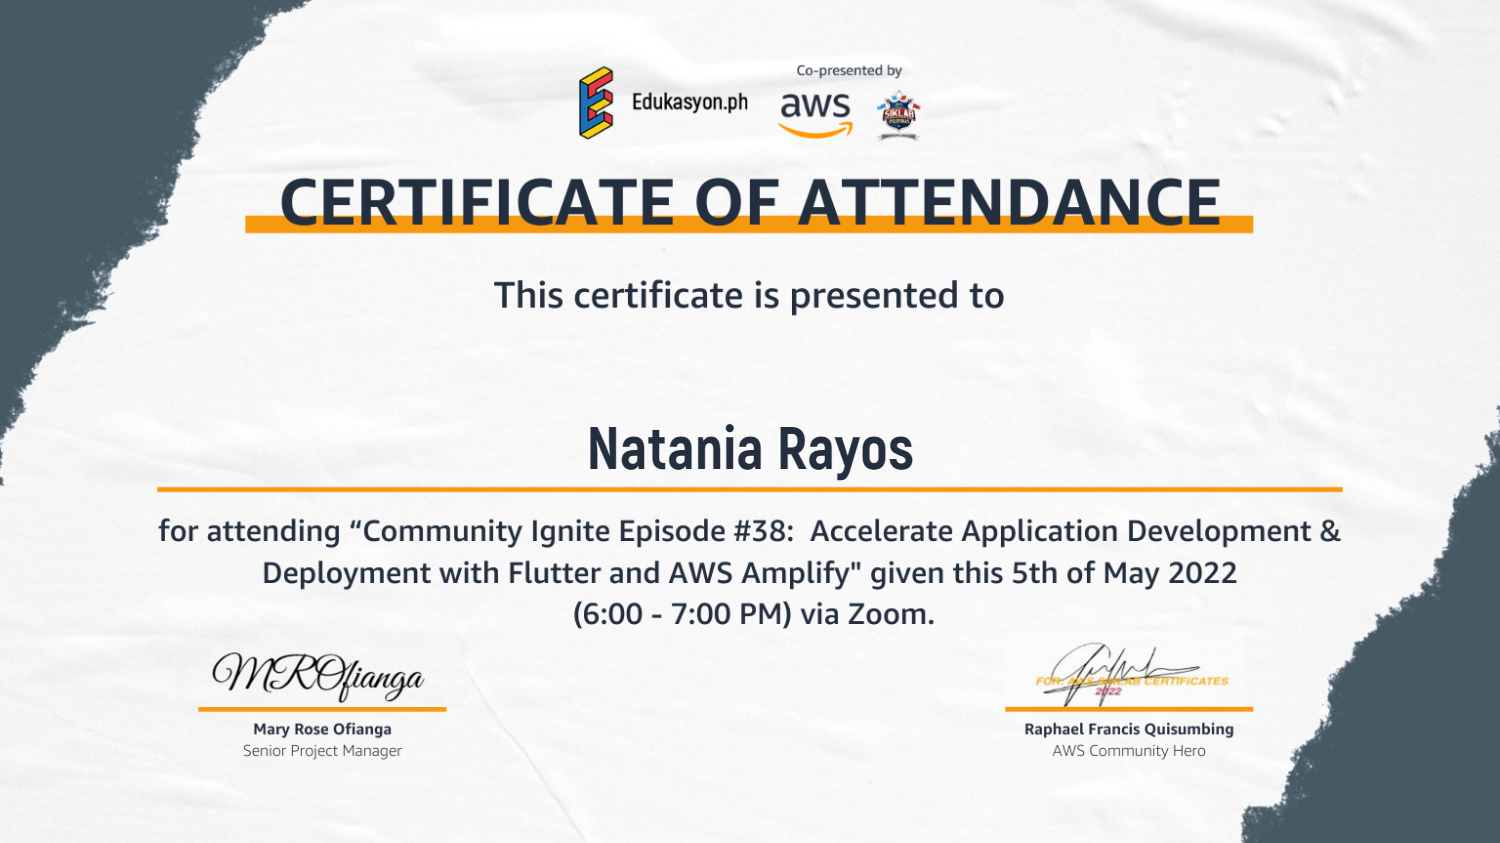 Co-presented by
Edukasyon.ph
aws
SIKLAB
PILIPINAS
CERTIFICATE OF ATTENDANCE
This certificate is presented to
Natania Rayos
for attending “Community Ignite Episode #38:  Accelerate Application Development &
Deployment with Flutter and AWS Amplify" given this 5th of May 2022
(6:00 - 7:00 PM) via Zoom.
MROfianga
FOR: AWS SIKLAB CERTIFICATES
2022
Mary Rose Ofianga
Senior Project Manager
Raphael Francis Quisumbing
AWS Community Hero